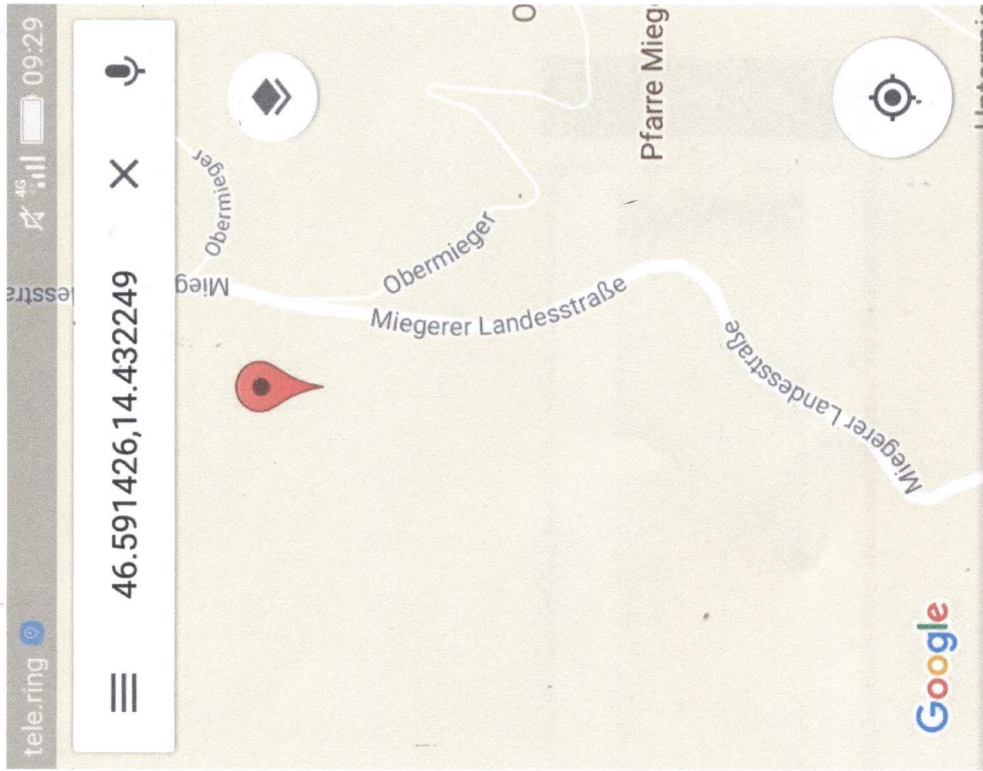 tele.ring
4G
09:29
46.591426,14.432249
Mieg
Obermieger
Obermieger
Miegerer Landesstraße
Miegerer Landesstraße
Pfarre Mieg
O
Google